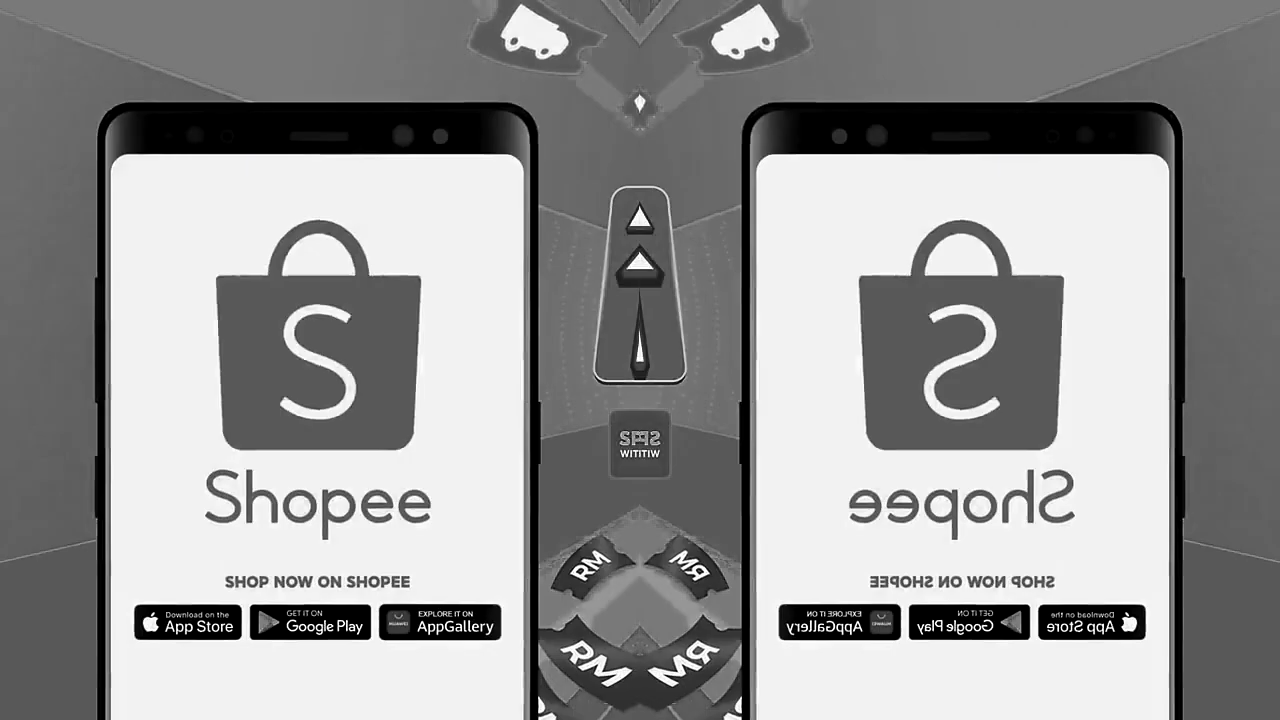 S
Shopee
SHOP NOW ON SHOPEE
Download on the
App Store
GET IT ON
Google Play
EXPLORE IT ON
AppGallery
RM
RM
S
Shopee
SHOP NOW ON SHOPEE
Download on the
App Store
GET IT ON
Google Play
EXPLORE IT ON
AppGallery
HUAWEI
RM
RM